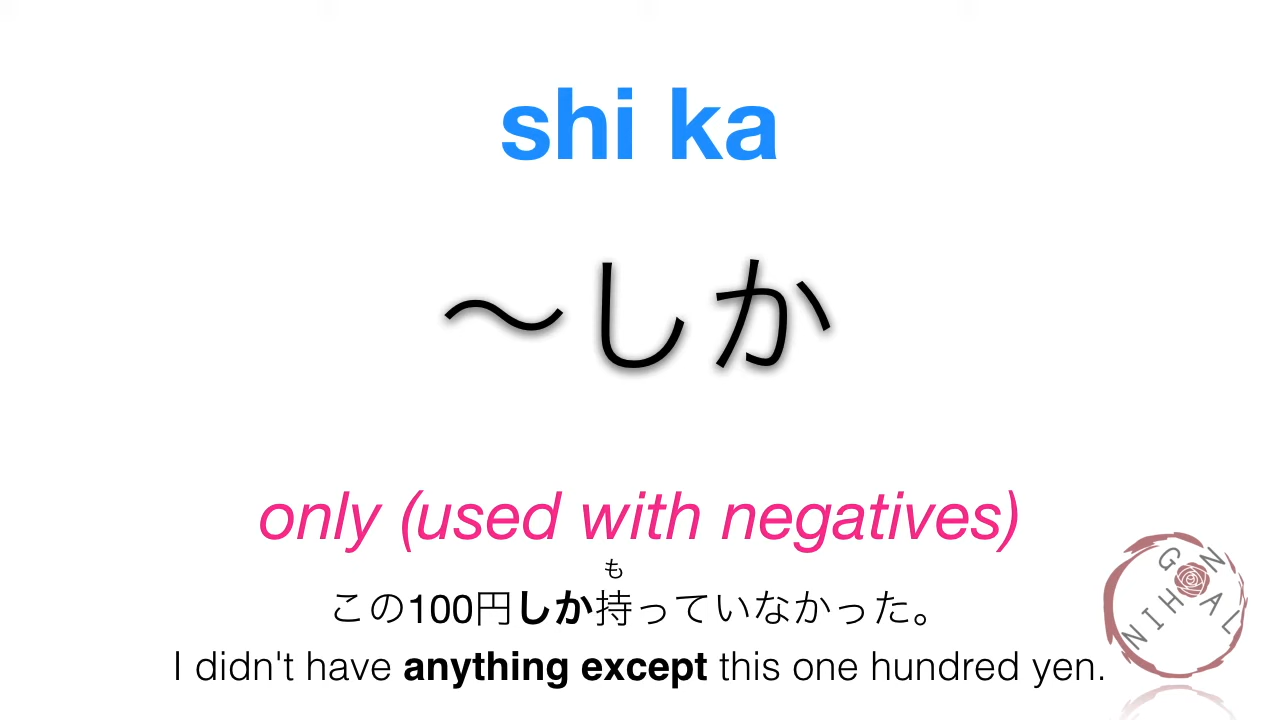 shi ka
〜しか
only (used with negatives)
も
この100円しか持っていなかった。
I didn't have anything except this one hundred yen.
NIHONGO AL